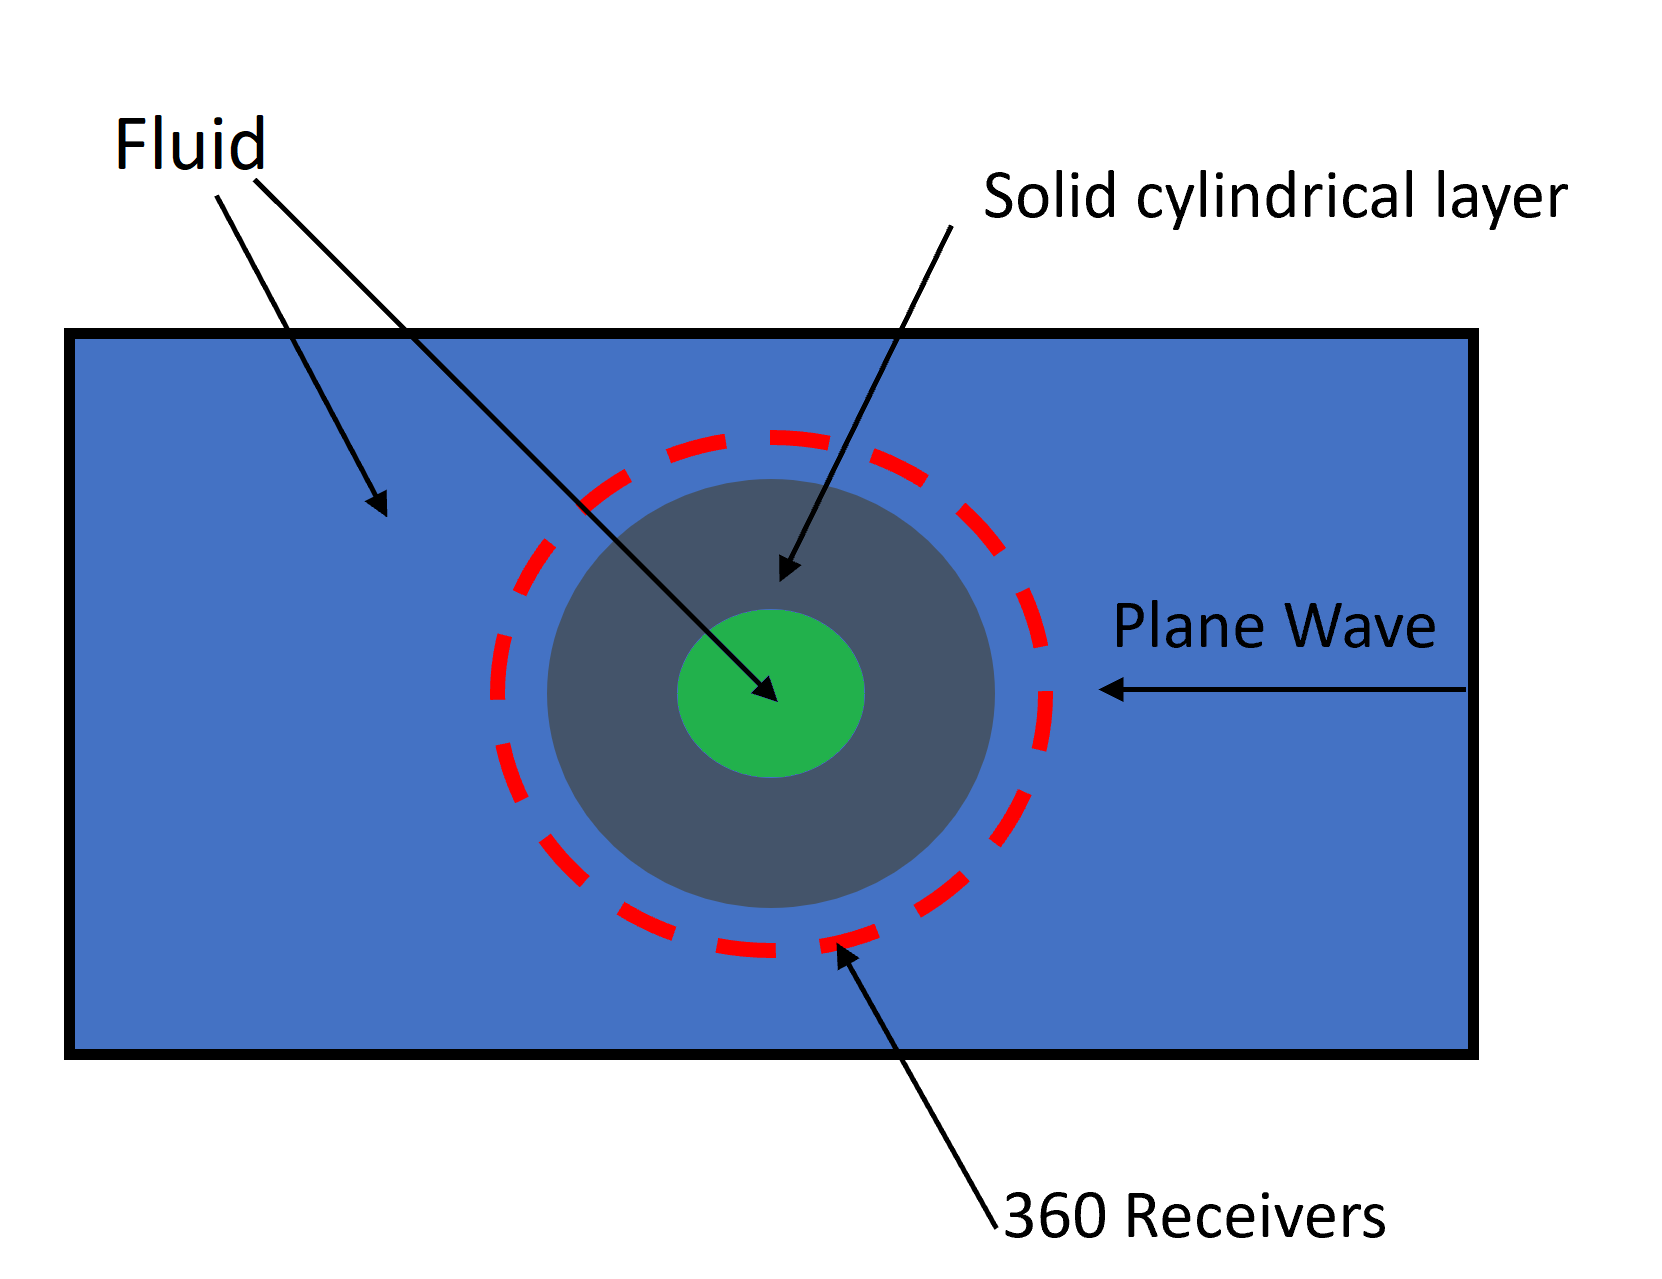 Fluid
Solid cylindrical layer
Plane Wave
360 Receivers